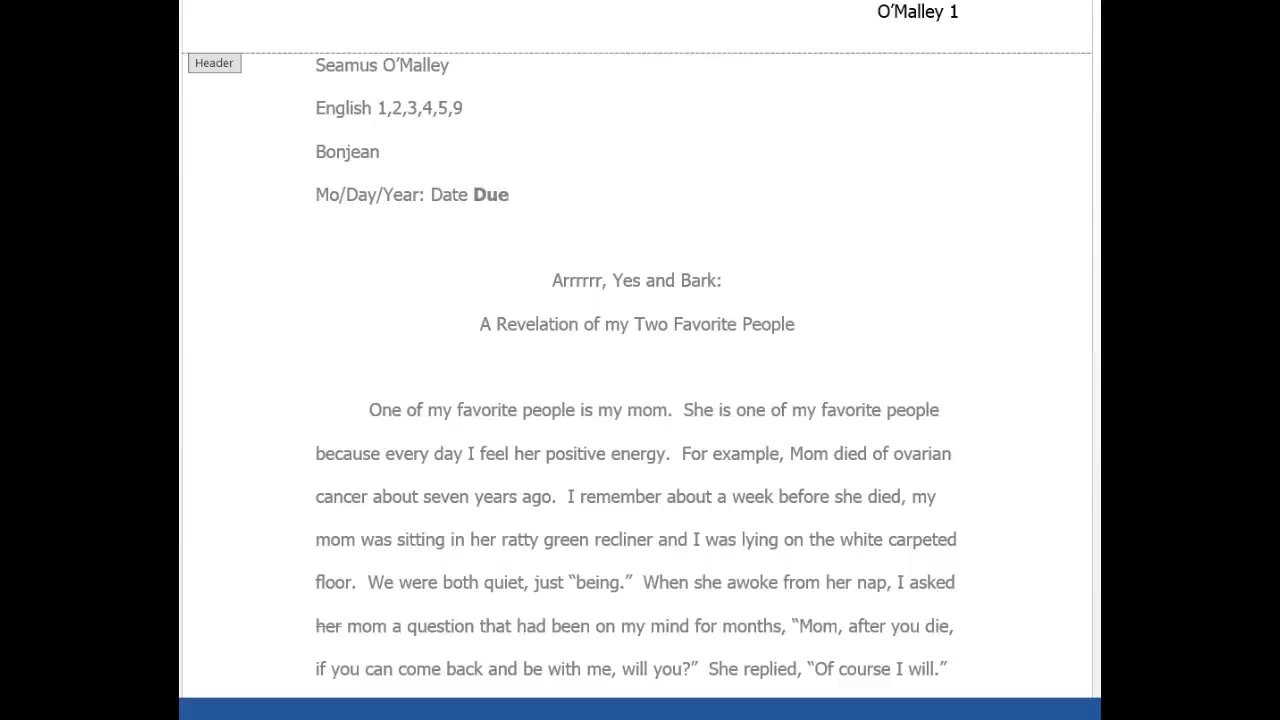 O’Malley 1
Header
Seamus O’Malley
English 1,2,3,4,5,9
Bonjean
Mo/Day/Year: Date Due
Arrrrrr, Yes and Bark:
A Revelation of my Two Favorite People
One of my favorite people is my mom.  She is one of my favorite people
because every day I feel her positive energy.  For example, Mom died of ovarian
cancer about seven years ago.  I remember about a week before she died, my
mom was sitting in her ratty green recliner and I was lying on the white carpeted
floor.  We were both quiet, just “being.”  When she awoke from her nap, I asked
her mom a question that had been on my mind for months, “Mom, after you die,
if you can come back and be with me, will you?”  She replied, “Of course I will.”